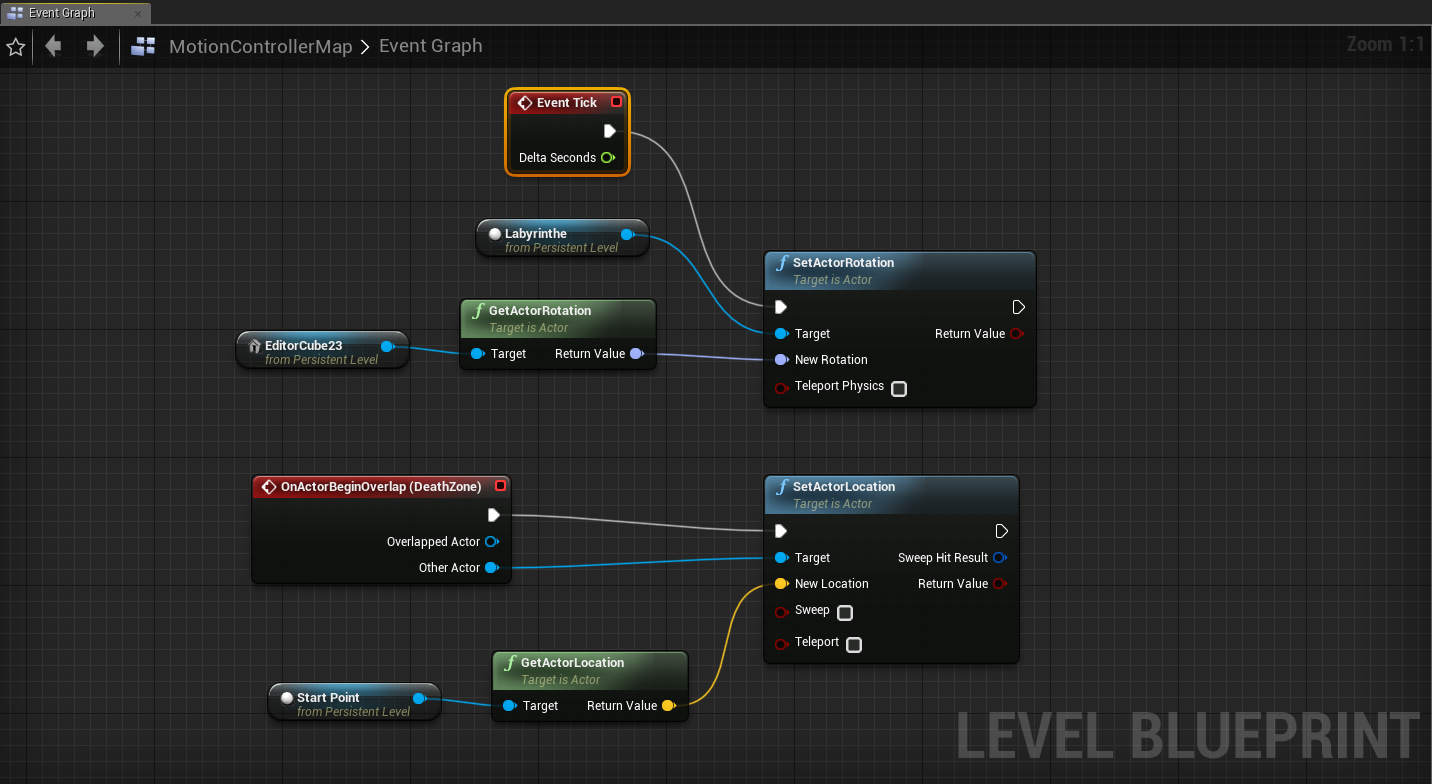 Event Graph
MotionControllerMap > Event Graph
Zoom 1:1
Event Tick
Delta Seconds
Labyrinthe
from Persistent Level
SetActorRotation
Target is Actor
Target
Return Value
New Rotation
Teleport Physics
GetActorRotation
Target is Actor
Target
Return Value
EditorCube23
from Persistent Level
OnActorBeginOverlap (DeathZone)
Overlapped Actor
Other Actor
SetActorLocation
Target is Actor
Target
Sweep Hit Result
New Location
Return Value
Sweep
Teleport
GetActorLocation
Target is Actor
Target
Return Value
Start Point
from Persistent Level
LEVEL BLUEPRINT